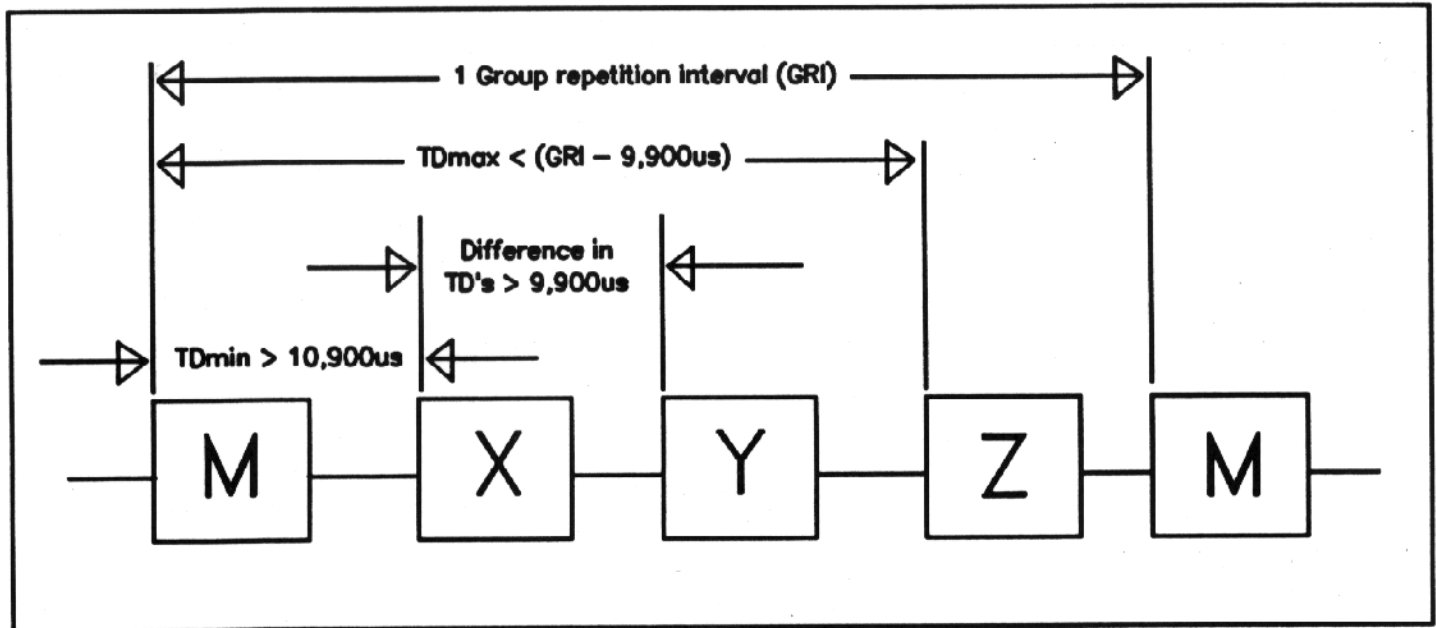 1 Group repetition interval (GRI)
TDmax < (GRI – 9,900us)
Difference in
TD's > 9,900us
TDmin > 10,900us
M X Y Z M